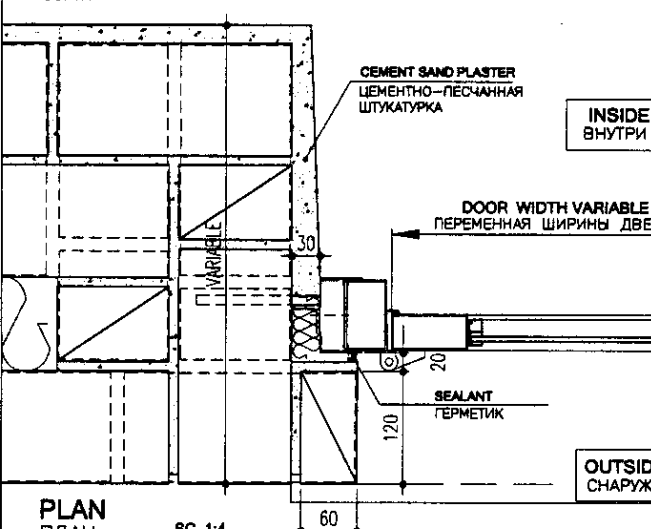 CEMENT SAND PLASTER
ЦЕМЕНТНО-ПЕСЧАННАЯ
ШТУКАТУРКА
INSIDE
ВНУТРИ
DOOR WIDTH VARIABLE
ПЕРЕМЕННАЯ ШИРИНЫ ДВЕ
30
VARIABLE
20
SEALANT
ГЕРМЕТИК
120
OUTSID
СНАРУЖ
PLAN
ПЛАН
SC 1:4
60